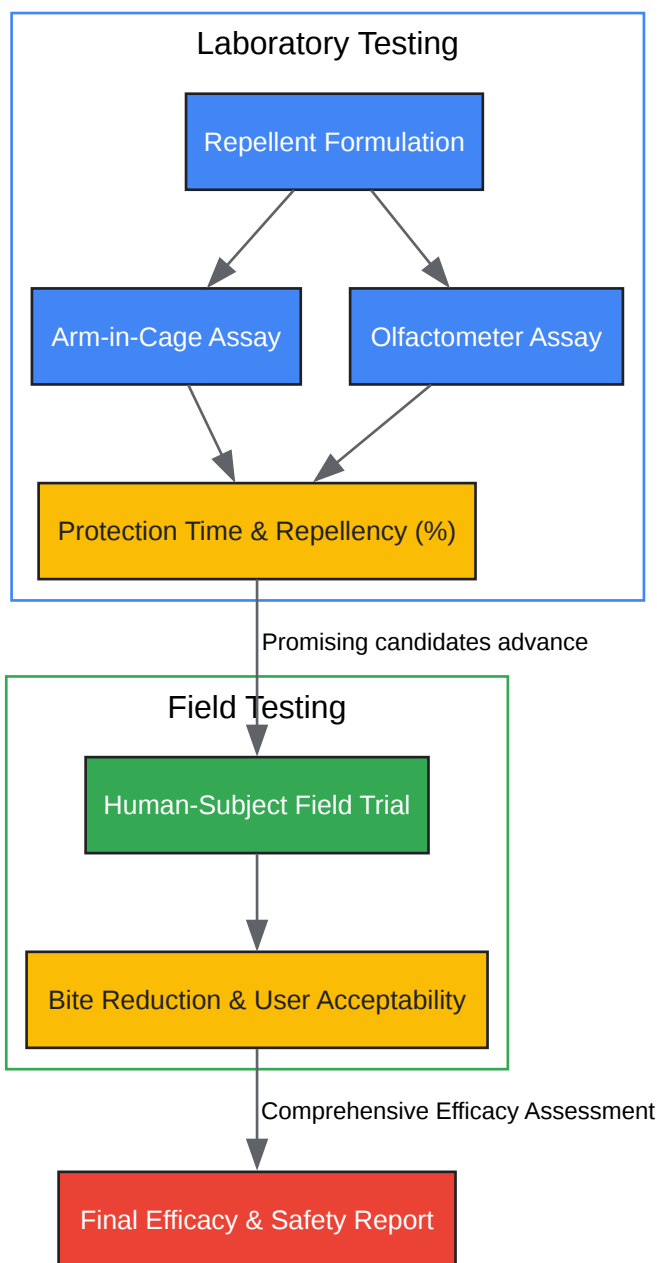 Laboratory Testing
Repellent Formulation
Arm-in-Cage Assay
Olfactometer Assay
Protection Time & Repellency (%)
Promising candidates advance
Field Testing
Human-Subject Field Trial
Bite Reduction & User Acceptability
Comprehensive Efficacy Assessment
Final Efficacy & Safety Report